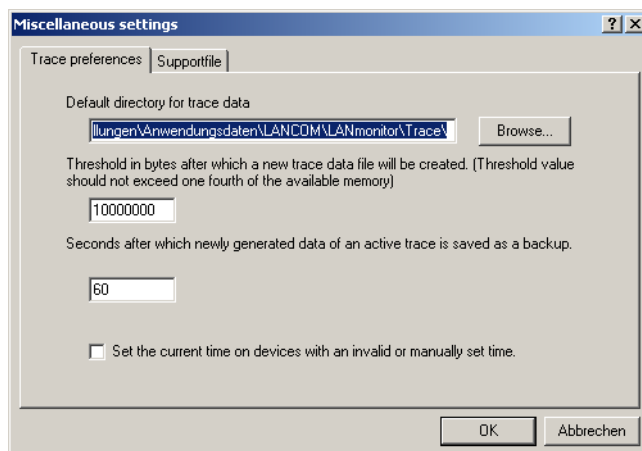 Miscellaneous settings
Trace preferences
Supportfile
Default directory for trace data
llungen\Anwendungsdaten\LANCOM\LANmonitor\Trace\
Browse...
Threshold in bytes after which a new trace data file will be created. (Threshold value
should not exceed one fourth of the available memory)
10000000
Seconds after which newly generated data of an active trace is saved as a backup.
60
Set the current time on devices with an invalid or manually set time.
OK
Abbrechen